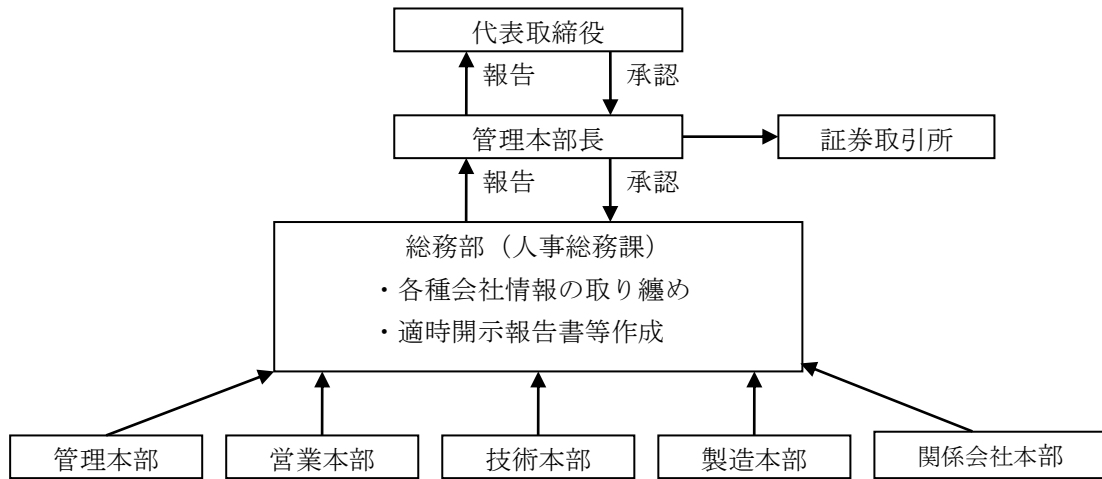 代表取締役
報告
承認
管理本部長
証券取引所
報告
承認
総務部（人事総務課）
・各種会社情報の取り纏め
・適時開示報告書等作成
管理本部
営業本部
技術本部
製造本部
関係会社本部